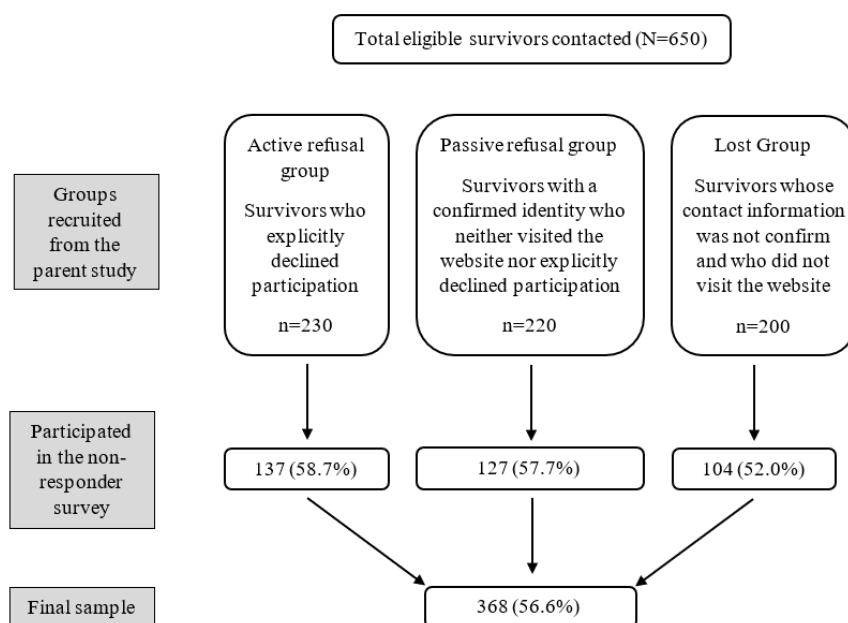 Total eligible survivors contacted (N=650)
Groups
recruited
from the
parent study
Active refusal
group
Survivors who
explicitly
declined
participation
n=230
Passive refusal group
Survivors with a
confirmed identity who
neither visited the
website nor explicitly
declined participation
n=220
Lost Group
Survivors whose
contact information
was not confirm
and who did not
visit the website
n=200
Participated
in the non-
responder
survey
137 (58.7%)
127 (57.7%)
104 (52.0%)
Final sample
368 (56.6%)